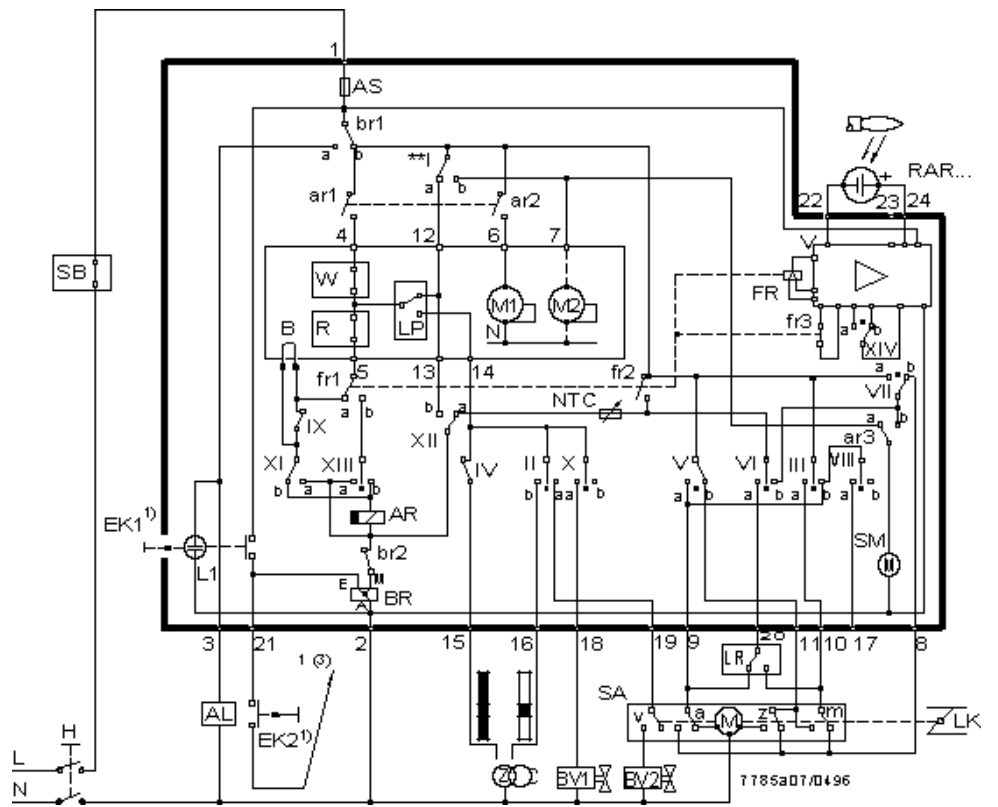 1
AS
br1
a
b
**I
a
b
RAR...
+
22
23
24
ar1
ar2
4
12
6
7
V
SB
W
M1
M2
FR
R
LP
N
fr3
a
b
XIV
B
fr1
5
13
14
fr2
a
b
VII
NTC
a
b
b
a
b
a
IX
XII
ar3
XI
XIII
IV
II
X
V
VI
III
VIII
b
a
a
b
b
a
a
b
a
b
b
a
b
a
b
AR
EK1 1)
L1
br2
M
SM
M
E
A
BR
3
21
2
15
16
18
19
9
20
11
10
17
8
1 (3)
LR
AL
EK2 1)
SA
v
a
M
z
m
LK
H
L
N
Z
BV1
BV2
7785a07/0496